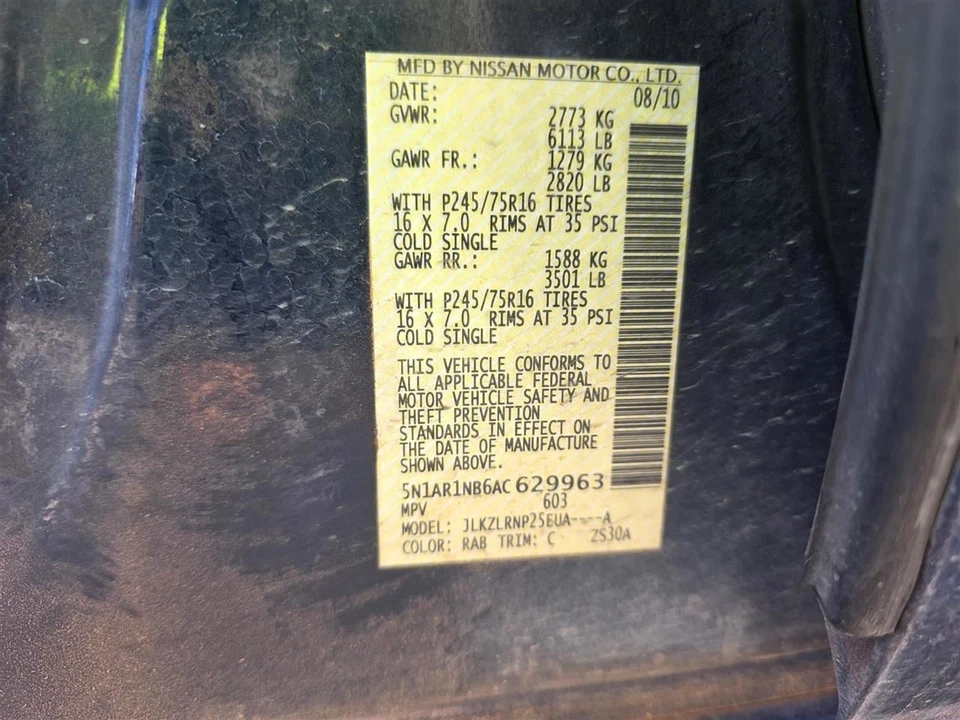 MFD BY NISSAN MOTOR CO., LTD.
DATE: 08/10
GVWR: 2773 KG
6113 LB
GAWR FR.: 1279 KG
2820 LB
WITH P245/75R16 TIRES
16 X 7.0 RIMS AT 35 PSI
COLD SINGLE
GAWR RR.: 1588 KG
3501 LB
WITH P245/75R16 TIRES
16 X 7.0 RIMS AT 35 PSI
COLD SINGLE
THIS VEHICLE CONFORMS TO
ALL APPLICABLE FEDERAL
MOTOR VEHICLE SAFETY AND
THEFT PREVENTION
STANDARDS IN EFFECT ON
THE DATE OF MANUFACTURE
SHOWN ABOVE.
5N1AR1NB6AC 629963
MPV 603
MODEL: JLKZLRNP25EUA----A
COLOR: RAB TRIM: C ZS30A